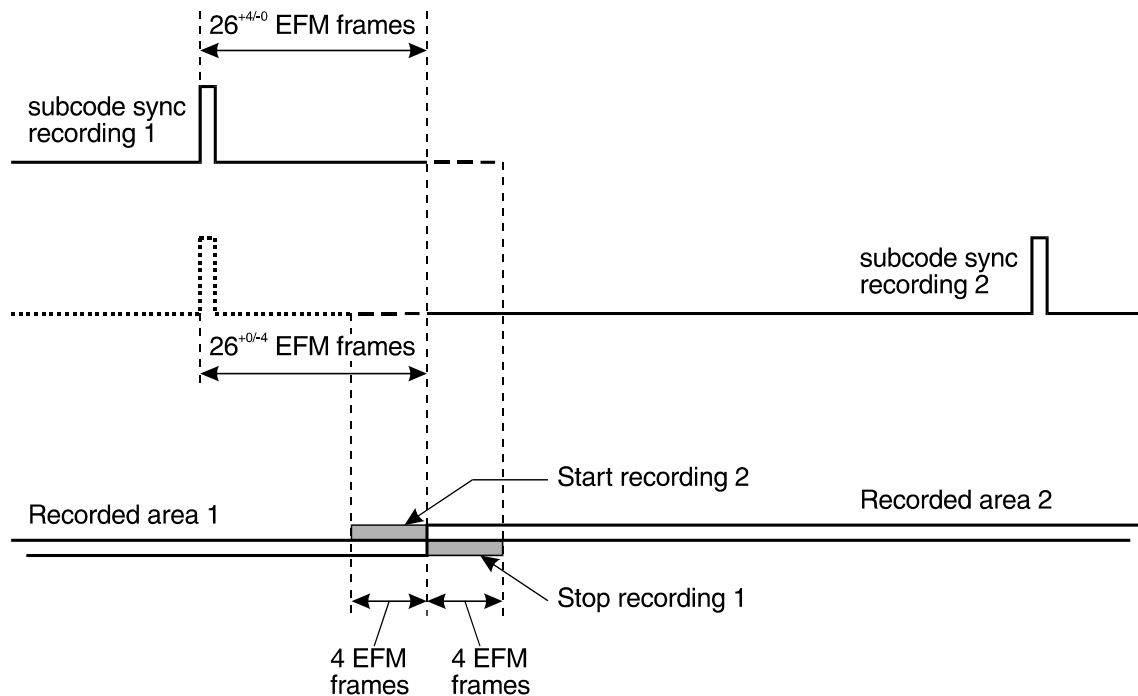 26+4/-0 EFM frames
subcode sync
recording 1
subcode sync
recording 2
26+0/-4 EFM frames
Start recording 2
Recorded area 1
Recorded area 2
Stop recording 1
4 EFM
frames
4 EFM
frames